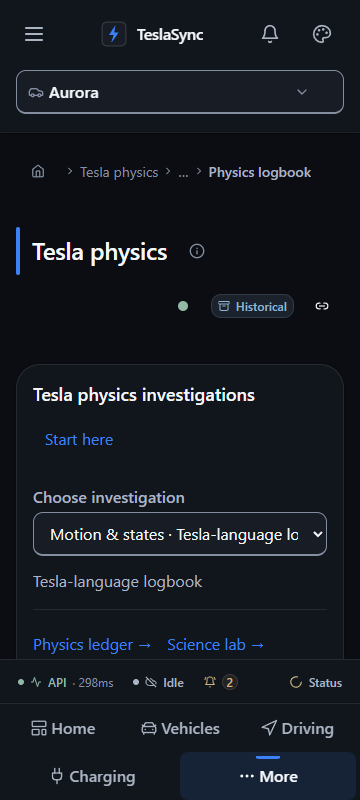 TeslaSync
Aurora
Tesla physics > ... > Physics logbook
Tesla physics
Historical
Tesla physics investigations
Start here
Choose investigation
Motion & states · Tesla-language lo
Tesla-language logbook
Physics ledger → Science lab →
API · 298ms Idle 2 Status
Home Vehicles Driving
Charging ··· More